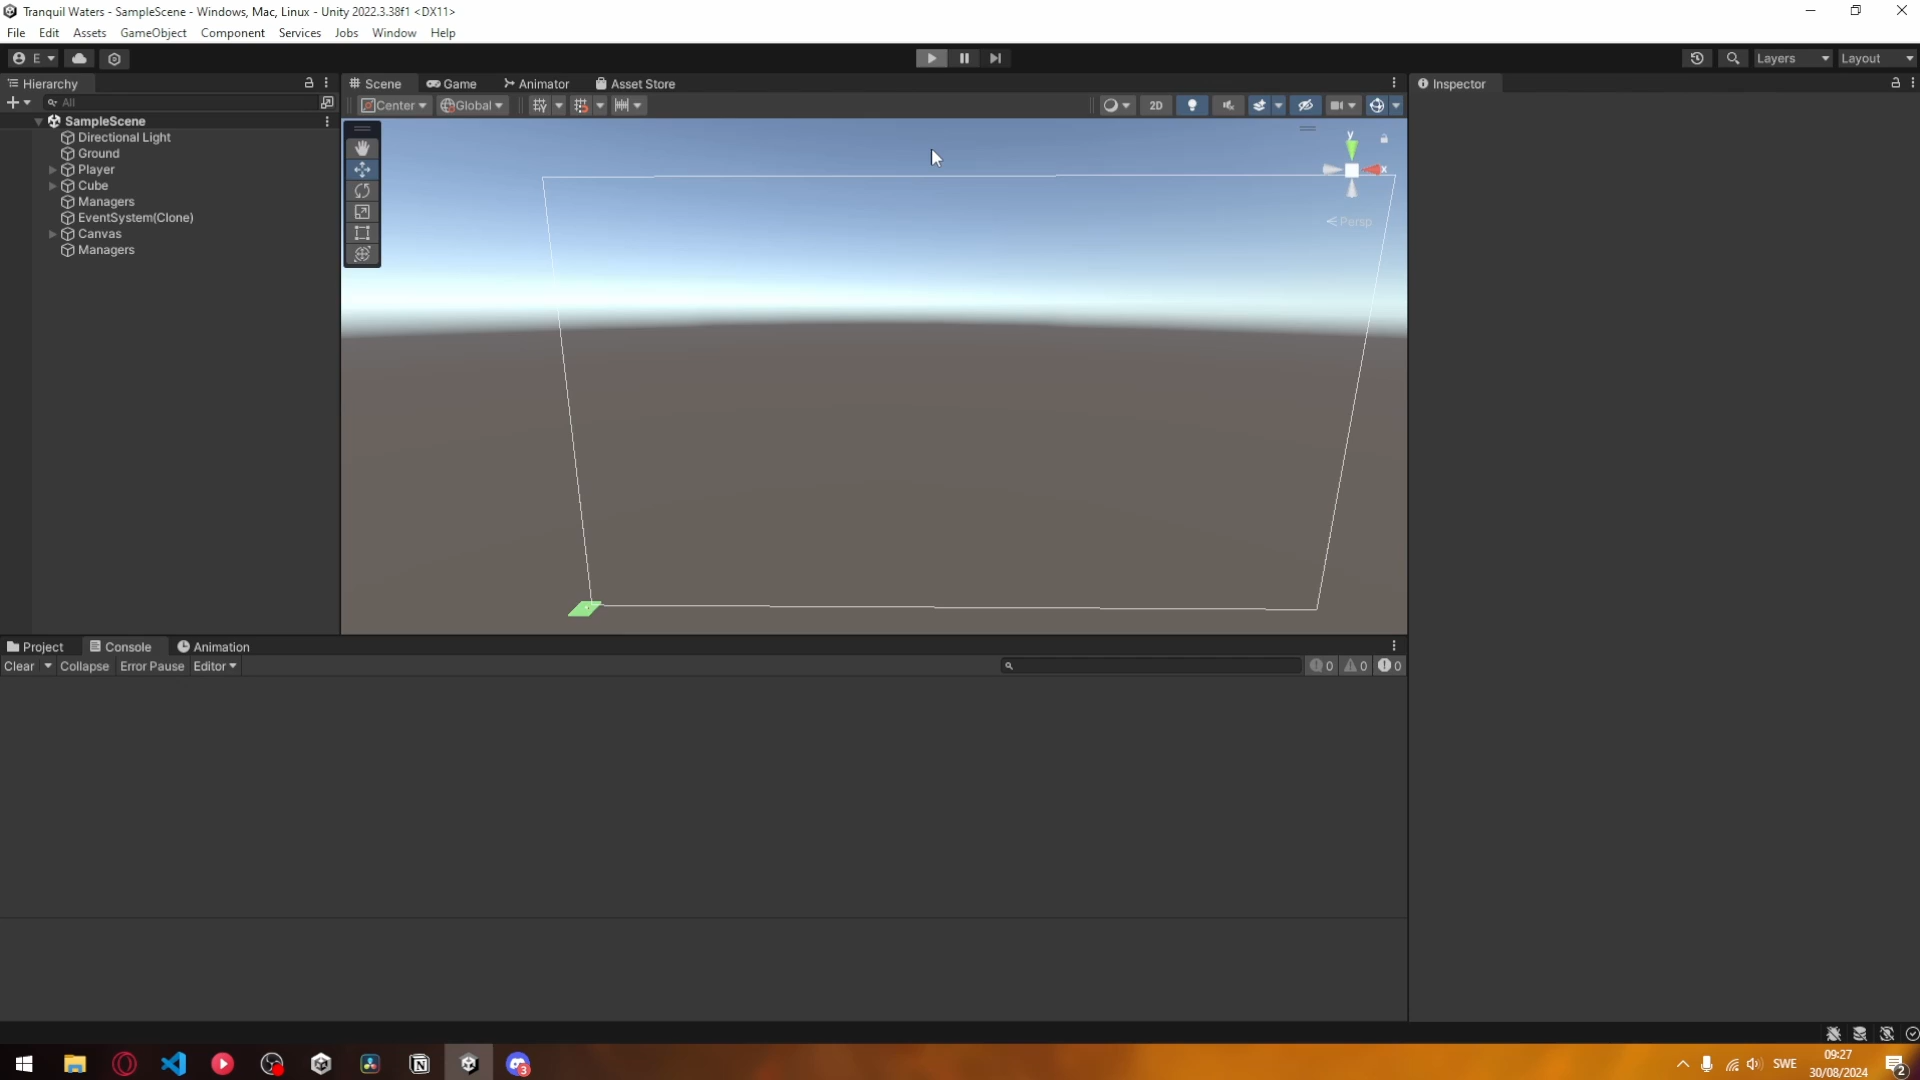 Tranquil Waters - SampleScene - Windows, Mac, Linux - Unity 2022.3.38f1 <DX11>
File Edit Assets GameObject Component Services Jobs Window Help
E Layers Layout
Hierarchy
All
SampleScene
Directional Light
Ground
Player
Cube
Managers
EventSystem(Clone)
Canvas
Managers
Scene Game Animator Asset Store
Center Global 2D
y
x
Persp
Inspector
Project Console Animation
Clear Collapse Error Pause Editor 0 0 0
3 SWE 09:27
30/08/2024 2